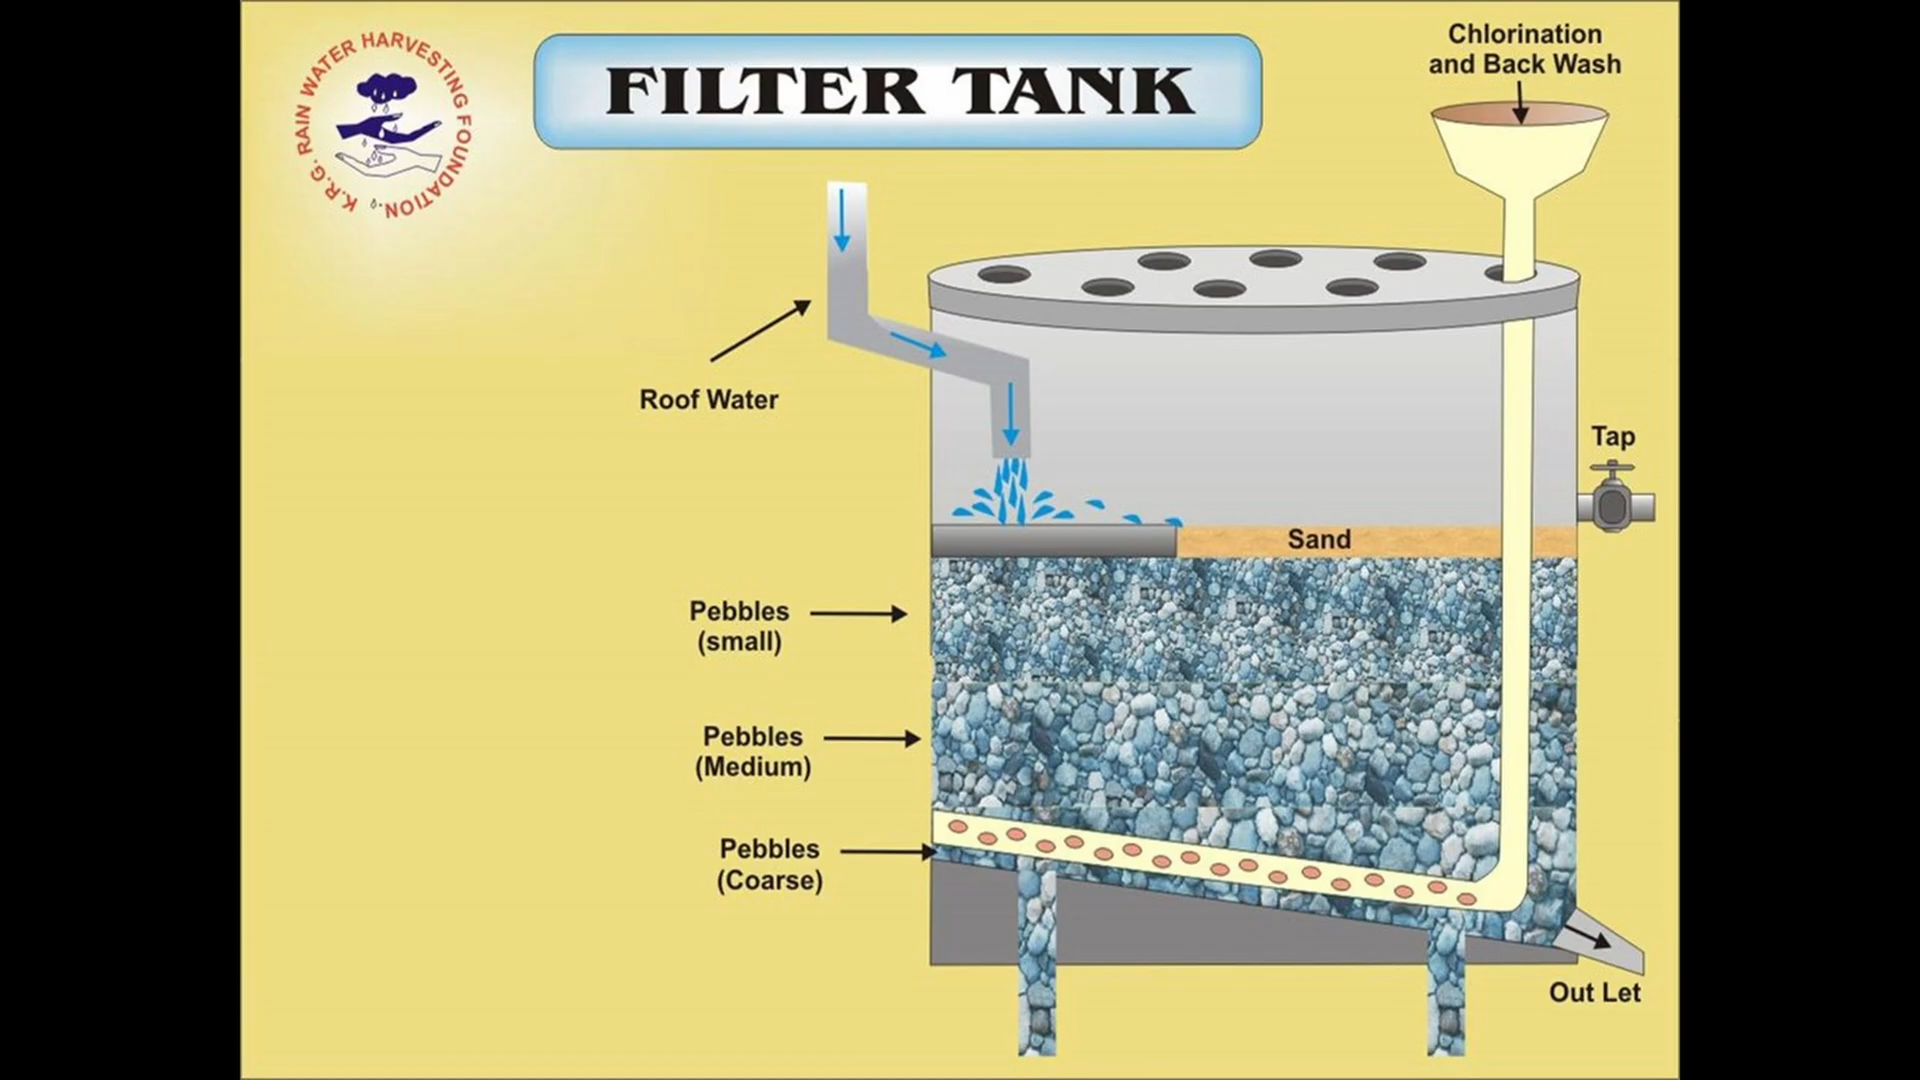 K.R.G. RAIN WATER HARVESTING FOUNDATION.
FILTER TANK
Chlorination
and Back Wash
Roof Water
Tap
Sand
Pebbles
(small)
Pebbles
(Medium)
Pebbles
(Coarse)
Out Let